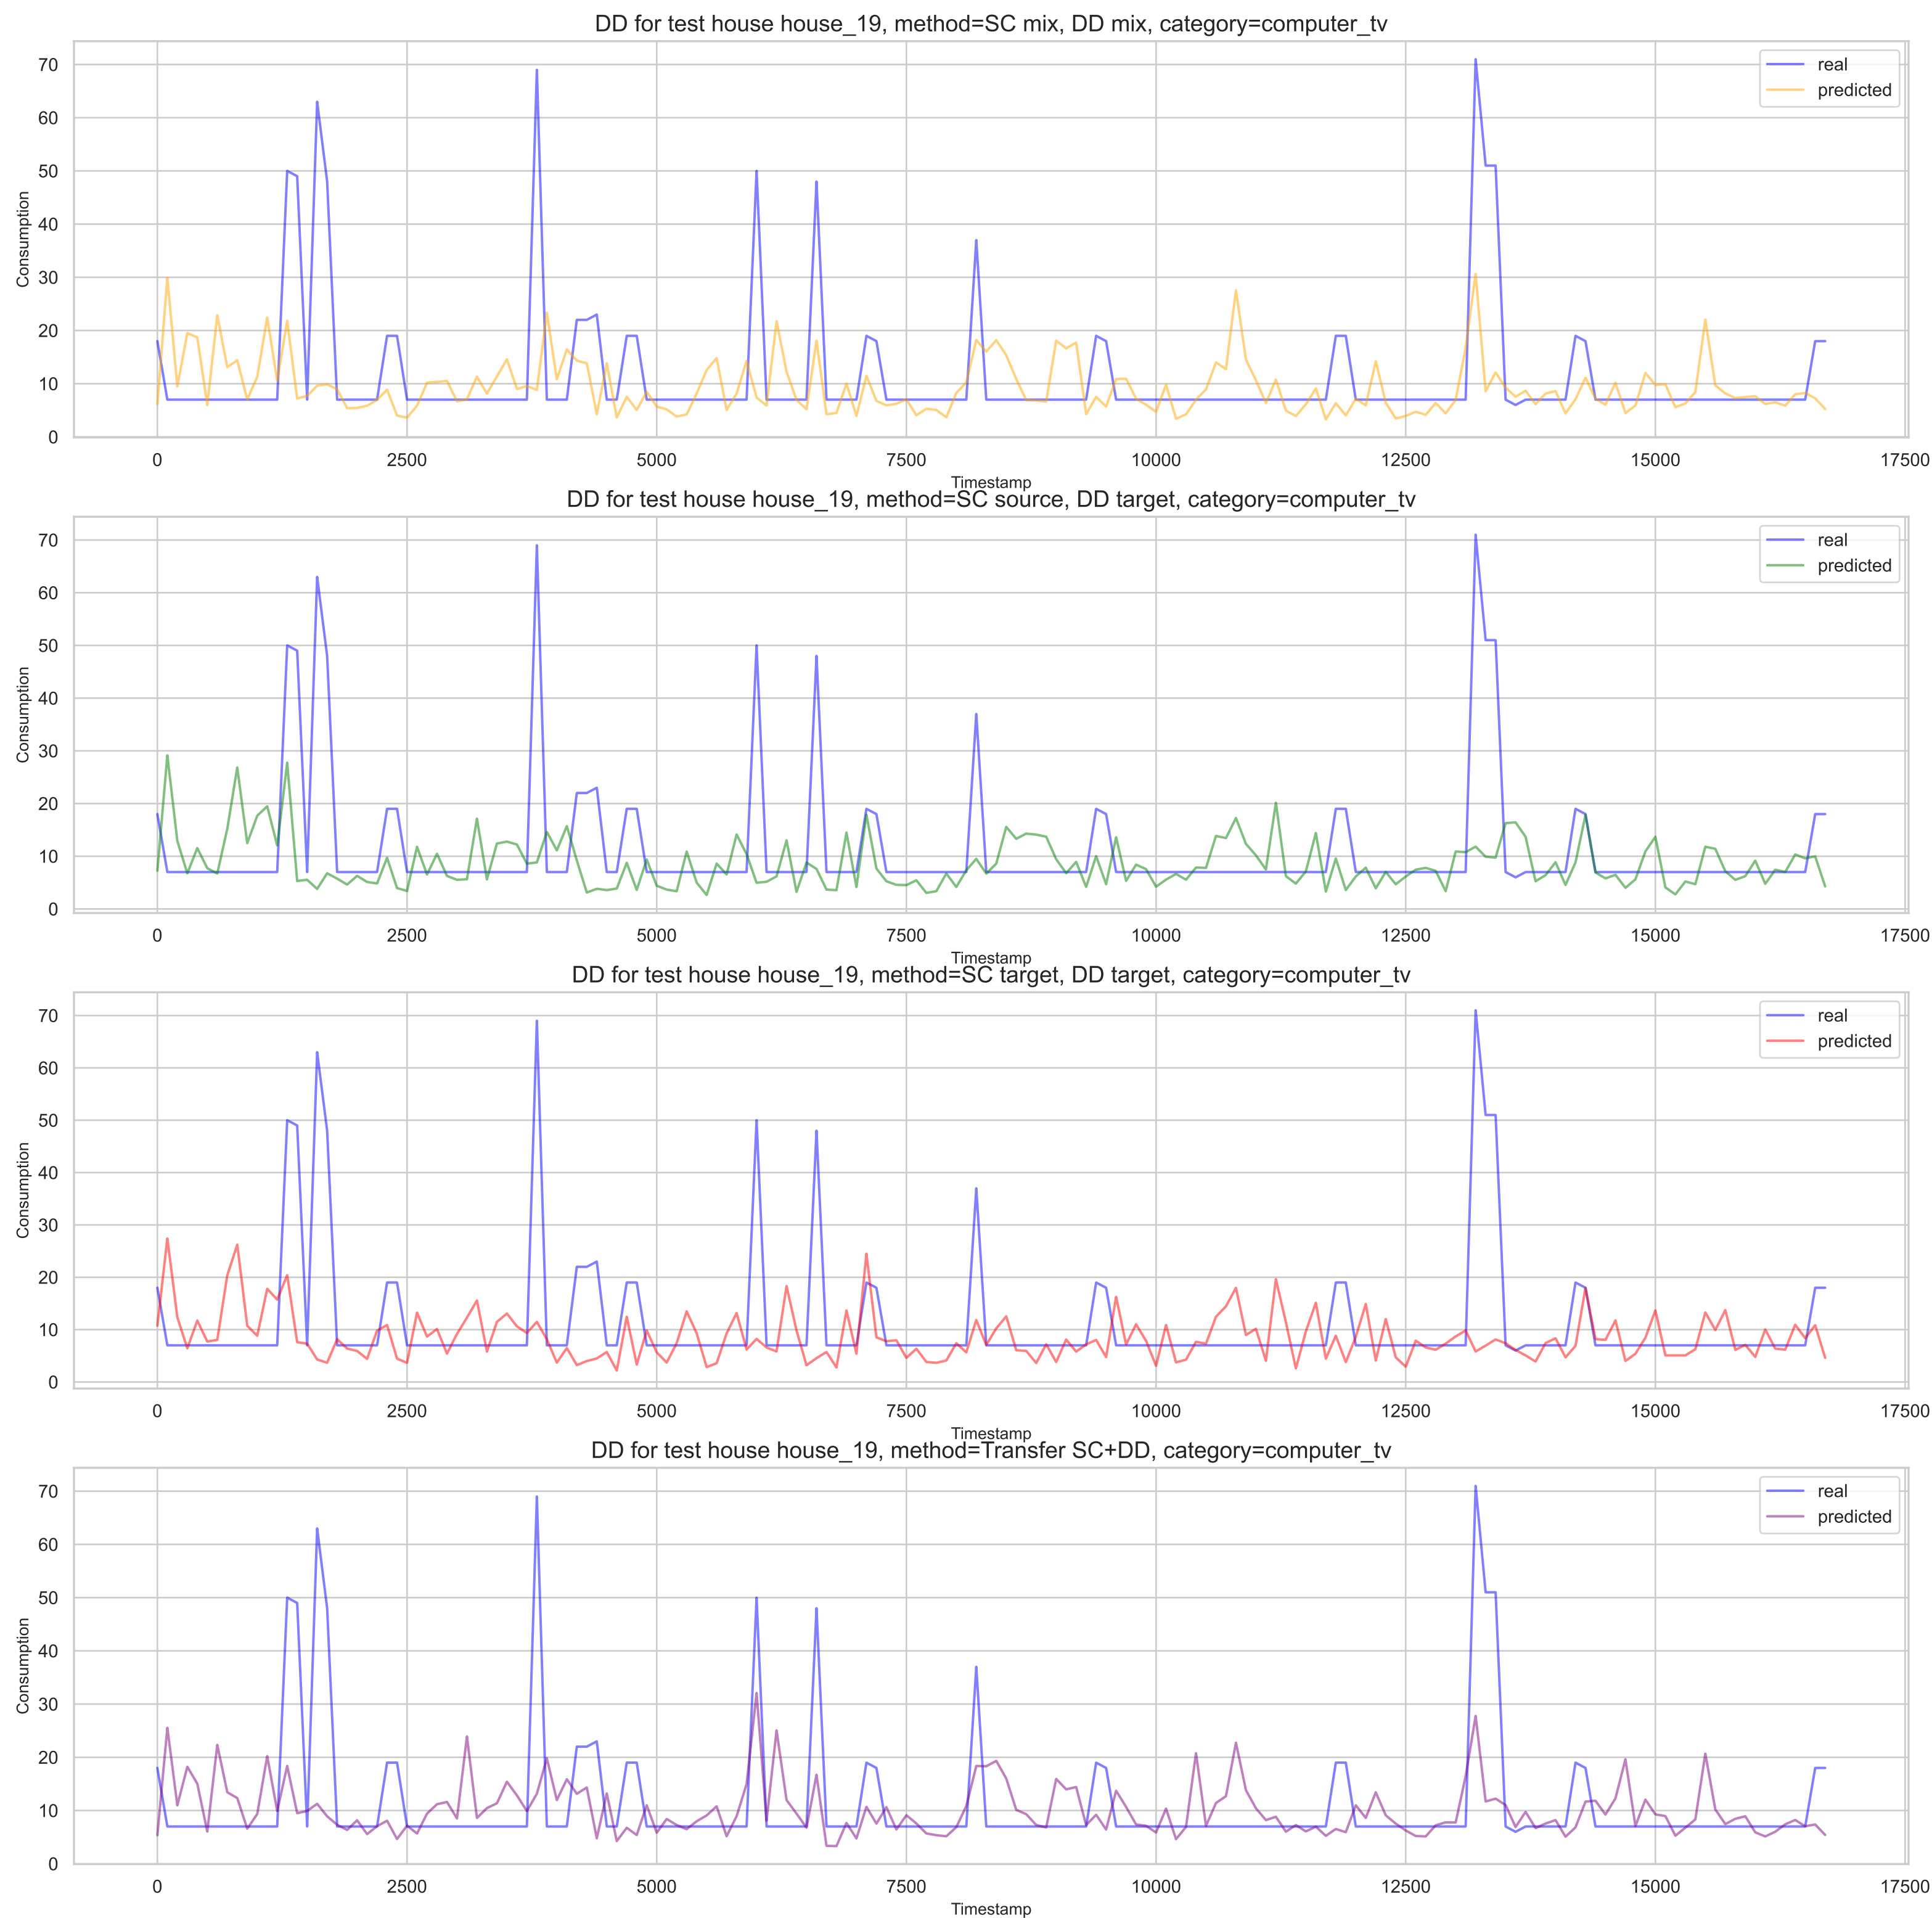 DD for test house house_19, method=SC mix, DD mix, category=computer_tv
real
predicted
Consumption
70
60
50
40
30
20
10
0
0 2500 5000 7500 10000 12500 15000 17500
Timestamp
DD for test house house_19, method=SC source, DD target, category=computer_tv
real
predicted
Consumption
70
60
50
40
30
20
10
0
0 2500 5000 7500 10000 12500 15000 17500
Timestamp
DD for test house house_19, method=SC target, DD target, category=computer_tv
real
predicted
Consumption
70
60
50
40
30
20
10
0
0 2500 5000 7500 10000 12500 15000 17500
Timestamp
DD for test house house_19, method=Transfer SC+DD, category=computer_tv
real
predicted
Consumption
70
60
50
40
30
20
10
0
0 2500 5000 7500 10000 12500 15000 17500
Timestamp